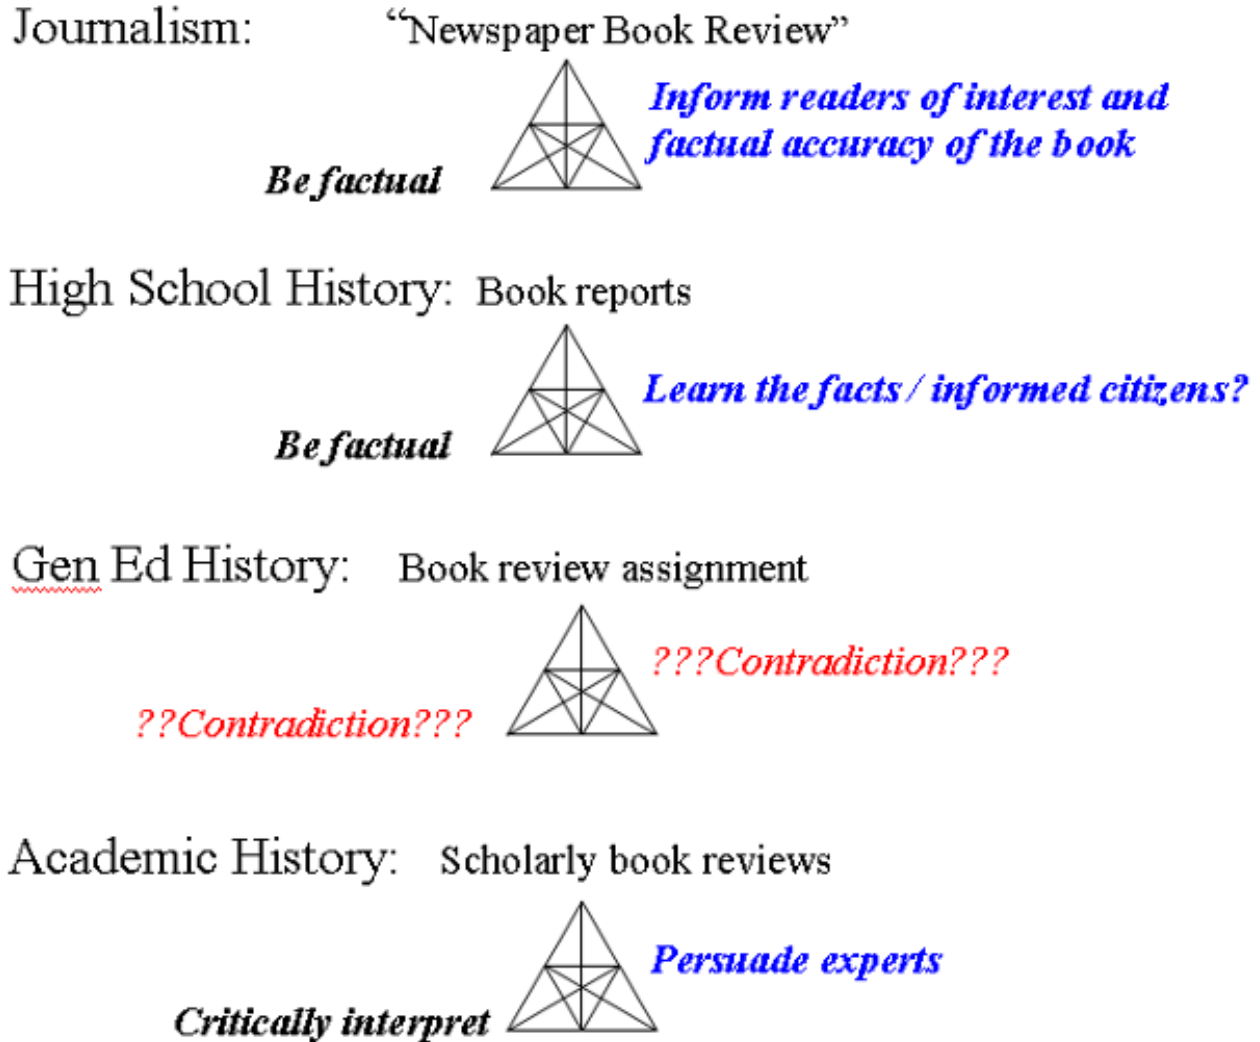 Journalism: “Newspaper Book Review”
Inform readers of interest and
factual accuracy of the book
Be factual
High School History: Book reports
Learn the facts / informed citizens?
Be factual
Gen Ed History: Book review assignment
???Contradiction???
??Contradiction???
Academic History: Scholarly book reviews
Persuade experts
Critically interpret